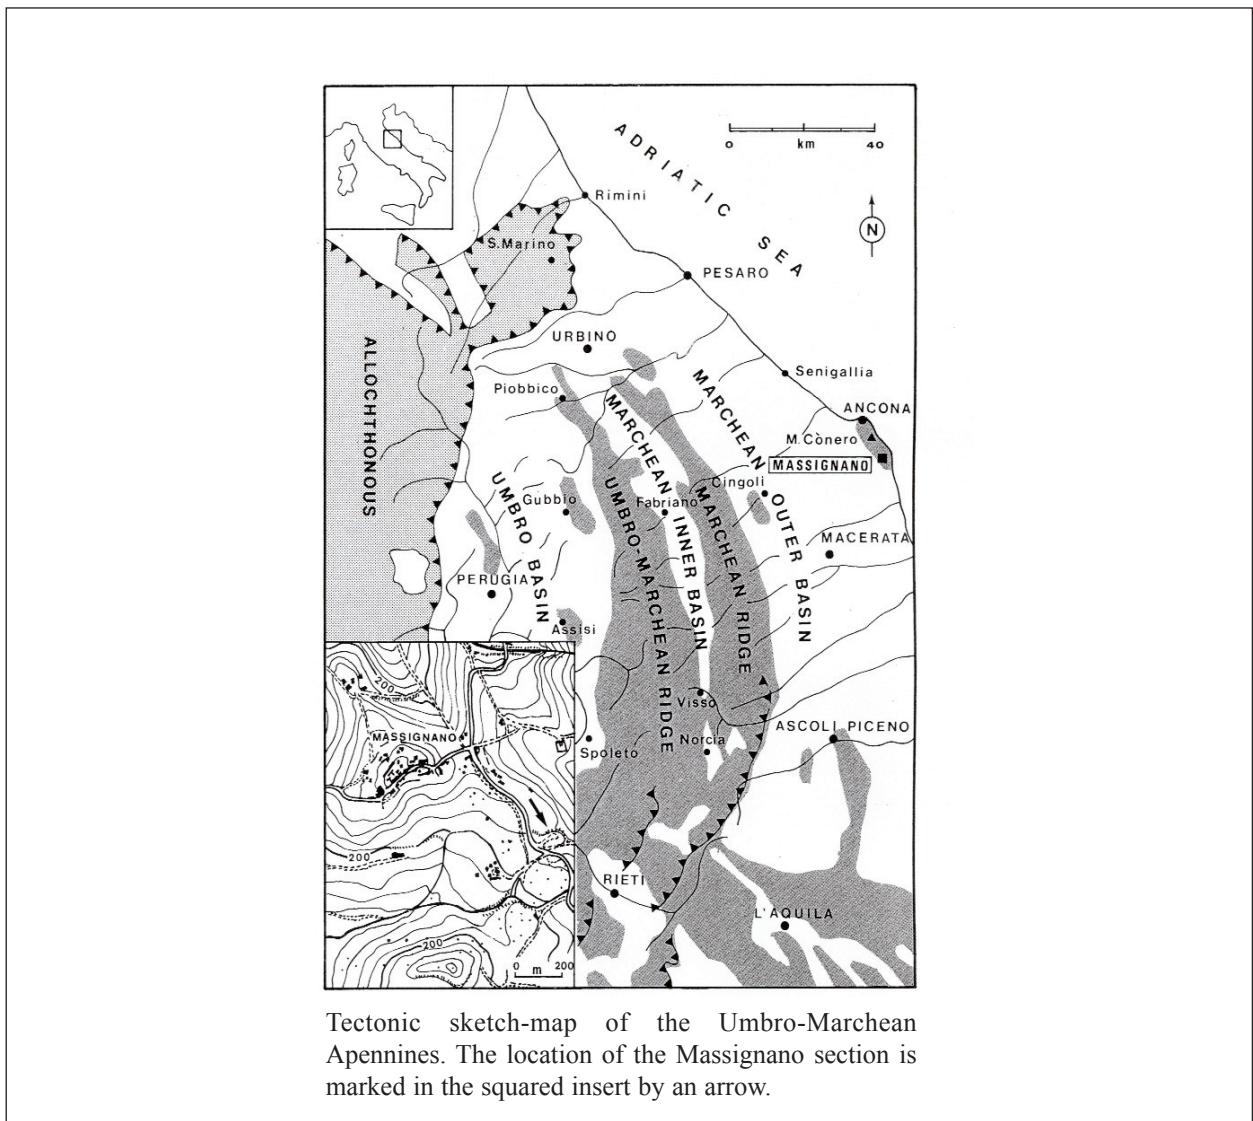 ADRIATIC SEA
0 km 40
N
Rimini
S. Marino
PESARO
ALLOCHTHONOUS
URBINO
Piobbico
Senigallia
ANCONA
M. Cònero
MASSIGNANO
MARCHEAN OUTER BASIN
MARCHEAN INNER BASIN
MARCHEAN RIDGE
UMBRO-MARCHEAN RIDGE
UMBRO BASIN
Cingoli
Gubbio
Fabriano
MACERATA
PERUGIA
Assisi
Visso
ASCOLI PICENO
Spoleto
Norcia
RIETI
L'AQUILA
200
MASSIGNANO
200
200
0 m 200
Tectonic sketch-map of the Umbro-Marchean
Apennines. The location of the Massignano section is
marked in the squared insert by an arrow.